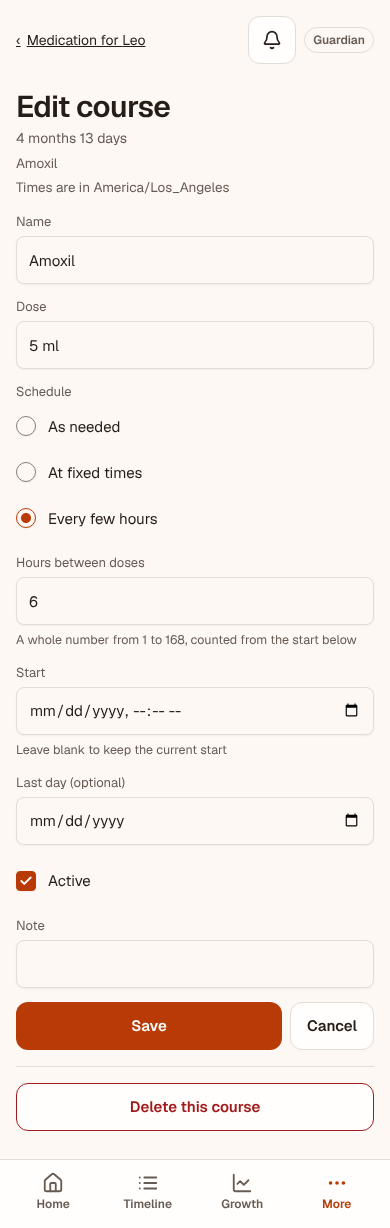 ‹ Medication for Leo
Guardian
Edit course
4 months 13 days
Amoxil
Times are in America/Los_Angeles
Name
Amoxil
Dose
5 ml
Schedule
As needed
At fixed times
Every few hours
Hours between doses
6
A whole number from 1 to 168, counted from the start below
Start
mm/dd/yyyy, --:-- --
Leave blank to keep the current start
Last day (optional)
mm/dd/yyyy
Active
Note
Save
Cancel
Delete this course
Home
Timeline
Growth
More